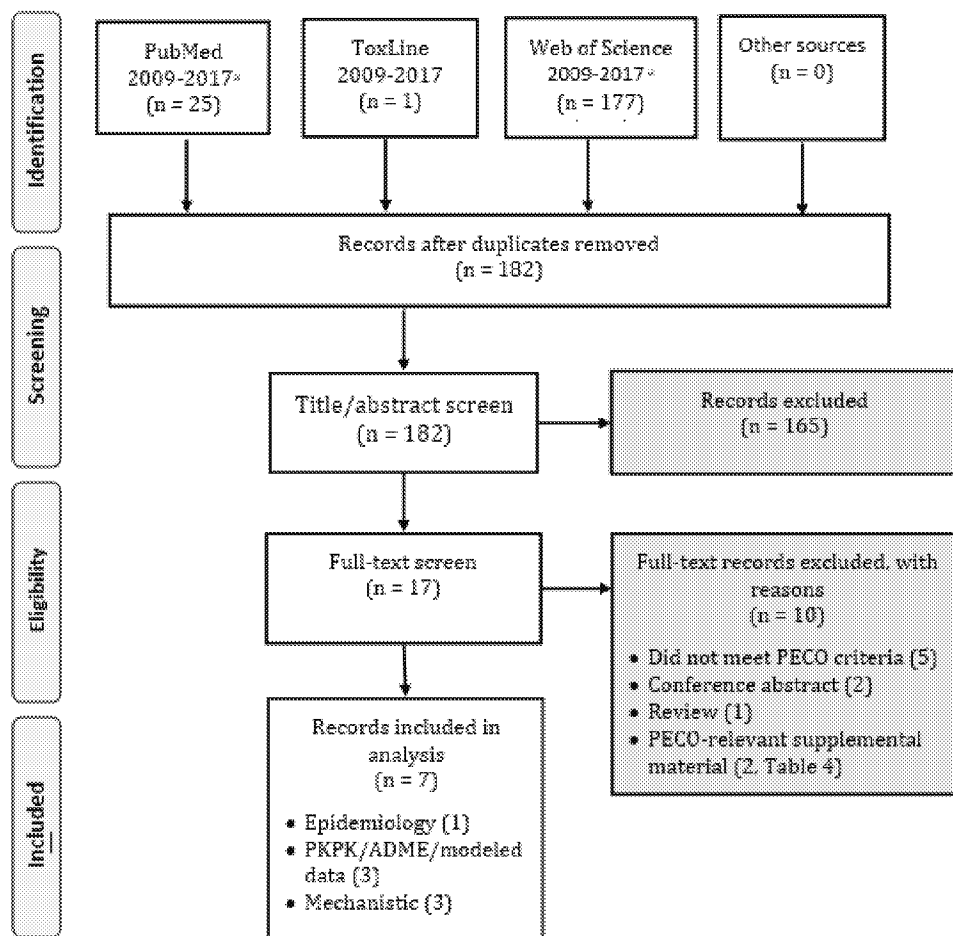 Identification
PubMed
2009-2017a
(n = 25)
ToxLine
2009-2017
(n = 1)
Web of Science
2009-2017a
(n = 177)
Other sources
(n = 0)
Records after duplicates removed
(n = 182)
Screening
Title/abstract screen
(n = 182)
Records excluded
(n = 165)
Eligibility
Full-text screen
(n = 17)
Full-text records excluded, with
reasons
(n = 10)
• Did not meet PECO criteria (5)
• Conference abstract (2)
• Review (1)
• PECO-relevant supplemental
material (2, Table 4)
Included
Records included in
analysis
(n = 7)
• Epidemiology (1)
• PKPK/ADME/modeled
data (3)
• Mechanistic (3)